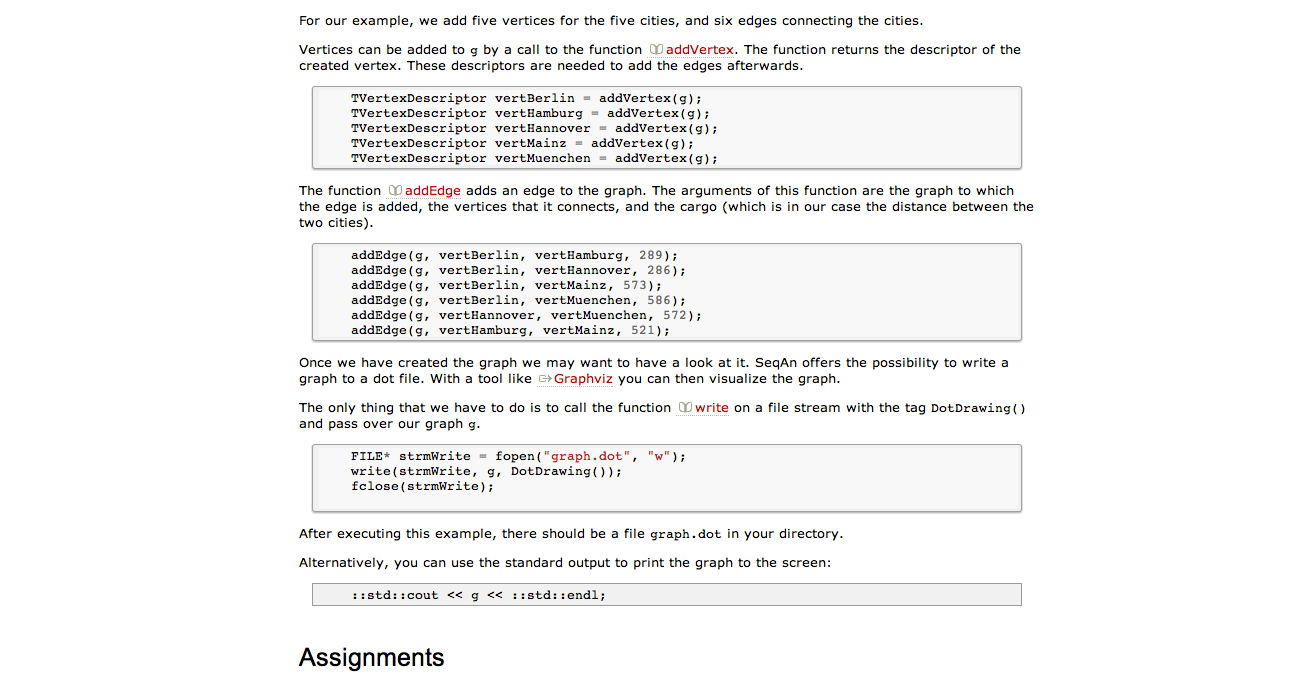 For our example, we add five vertices for the five cities, and six edges connecting the cities.
Vertices can be added to g by a call to the function addVertex. The function returns the descriptor of the
created vertex. These descriptors are needed to add the edges afterwards.
TVertexDescriptor vertBerlin = addVertex(g);
TVertexDescriptor vertHamburg = addVertex(g);
TVertexDescriptor vertHannover = addVertex(g);
TVertexDescriptor vertMainz = addVertex(g);
TVertexDescriptor vertMuenchen = addVertex(g);
The function addEdge adds an edge to the graph. The arguments of this function are the graph to which
the edge is added, the vertices that it connects, and the cargo (which is in our case the distance between the
two cities).
addEdge(g, vertBerlin, vertHamburg, 289);
addEdge(g, vertBerlin, vertHannover, 286);
addEdge(g, vertBerlin, vertMainz, 573);
addEdge(g, vertBerlin, vertMuenchen, 586);
addEdge(g, vertHannover, vertMuenchen, 572);
addEdge(g, vertHamburg, vertMainz, 521);
Once we have created the graph we may want to have a look at it. SeqAn offers the possibility to write a
graph to a dot file. With a tool like Graphviz you can then visualize the graph.
The only thing that we have to do is to call the function write on a file stream with the tag DotDrawing()
and pass over our graph g.
FILE* strmWrite = fopen("graph.dot", "w");
write(strmWrite, g, DotDrawing());
fclose(strmWrite);
After executing this example, there should be a file graph.dot in your directory.
Alternatively, you can use the standard output to print the graph to the screen:
::std::cout << g << ::std::endl;
Assignments